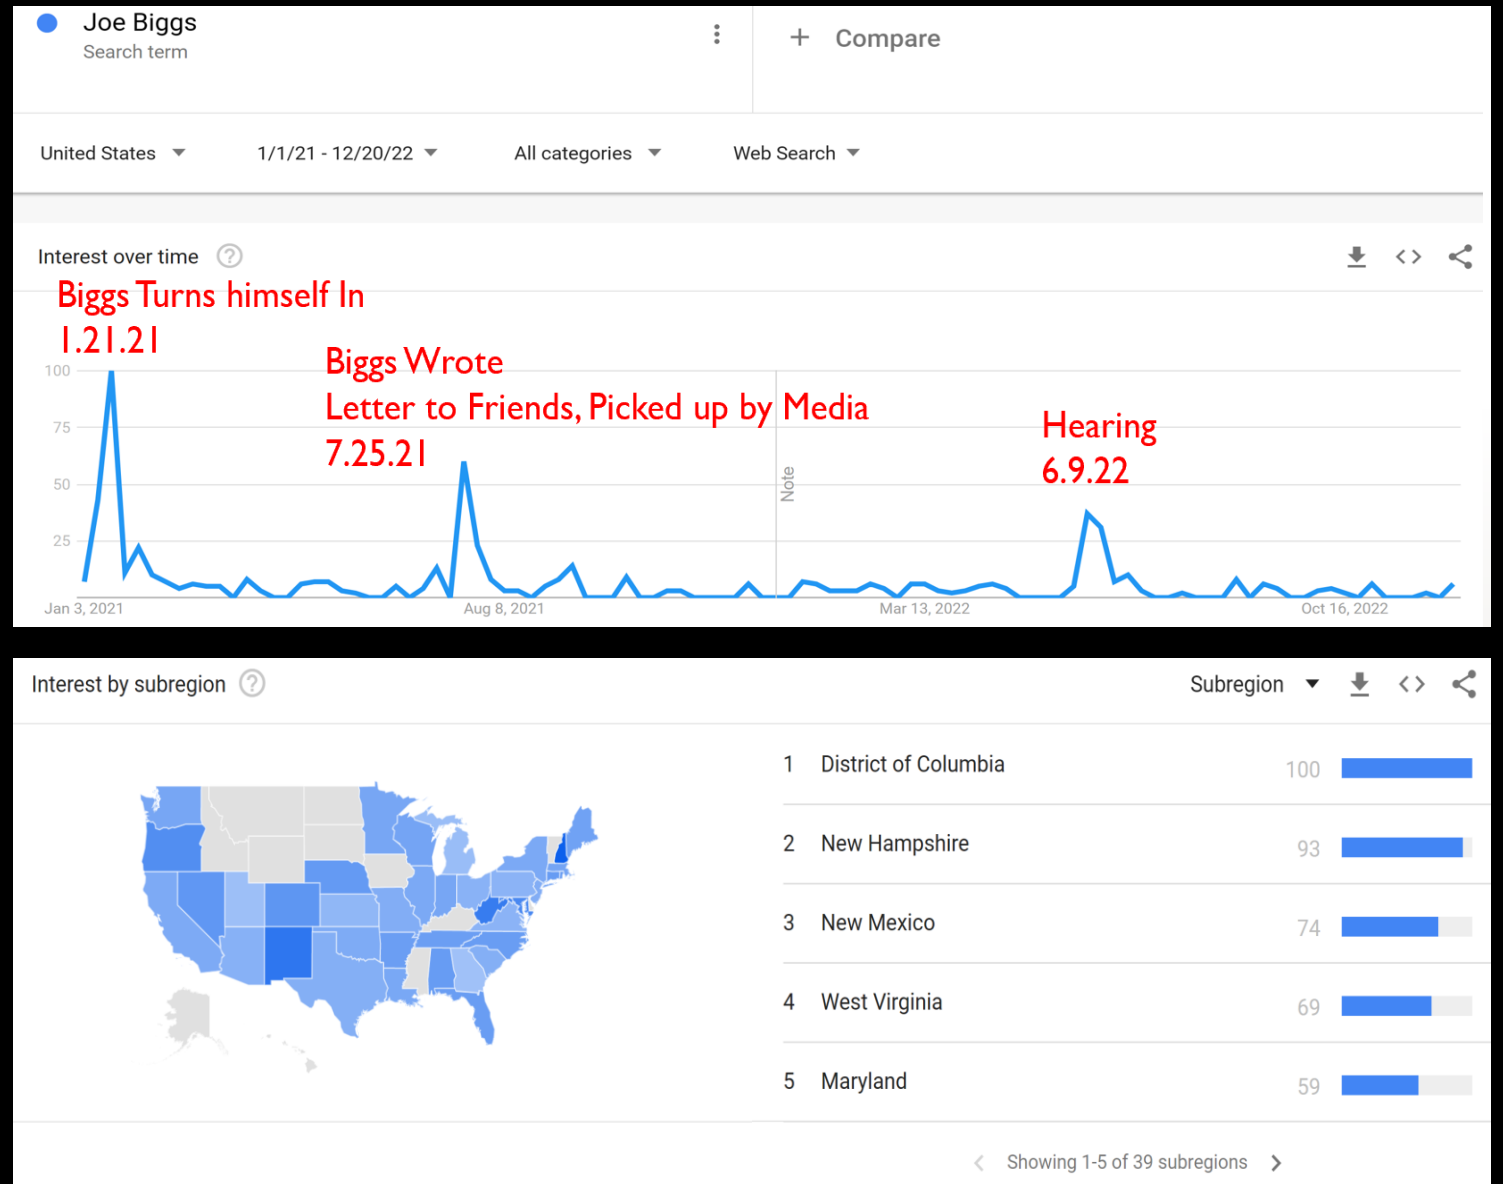 Joe Biggs
Search term
+ Compare
United States
1/1/21 - 12/20/22
All categories
Web Search
Interest over time
Biggs Turns himself In
1.21.21
Biggs Wrote
Letter to Friends, Picked up by Media
7.25.21
Hearing
6.9.22
100
75
50
25
Note
Jan 3, 2021
Aug 8, 2021
Mar 13, 2022
Oct 16, 2022
Interest by subregion
Subregion
1 District of Columbia 100
2 New Hampshire 93
3 New Mexico 74
4 West Virginia 69
5 Maryland 59
Showing 1-5 of 39 subregions